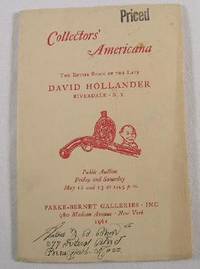 Priced
Collectors'
Americana
THE ENTIRE STOCK OF THE LATE
DAVID HOLLANDER
RIVERDALE · N. Y.
Public Auction
Friday and Saturday
May 12 and 13 at 1:45 p.m.
PARKE-BERNET GALLERIES · INC
980 Madison Avenue · New York
1961